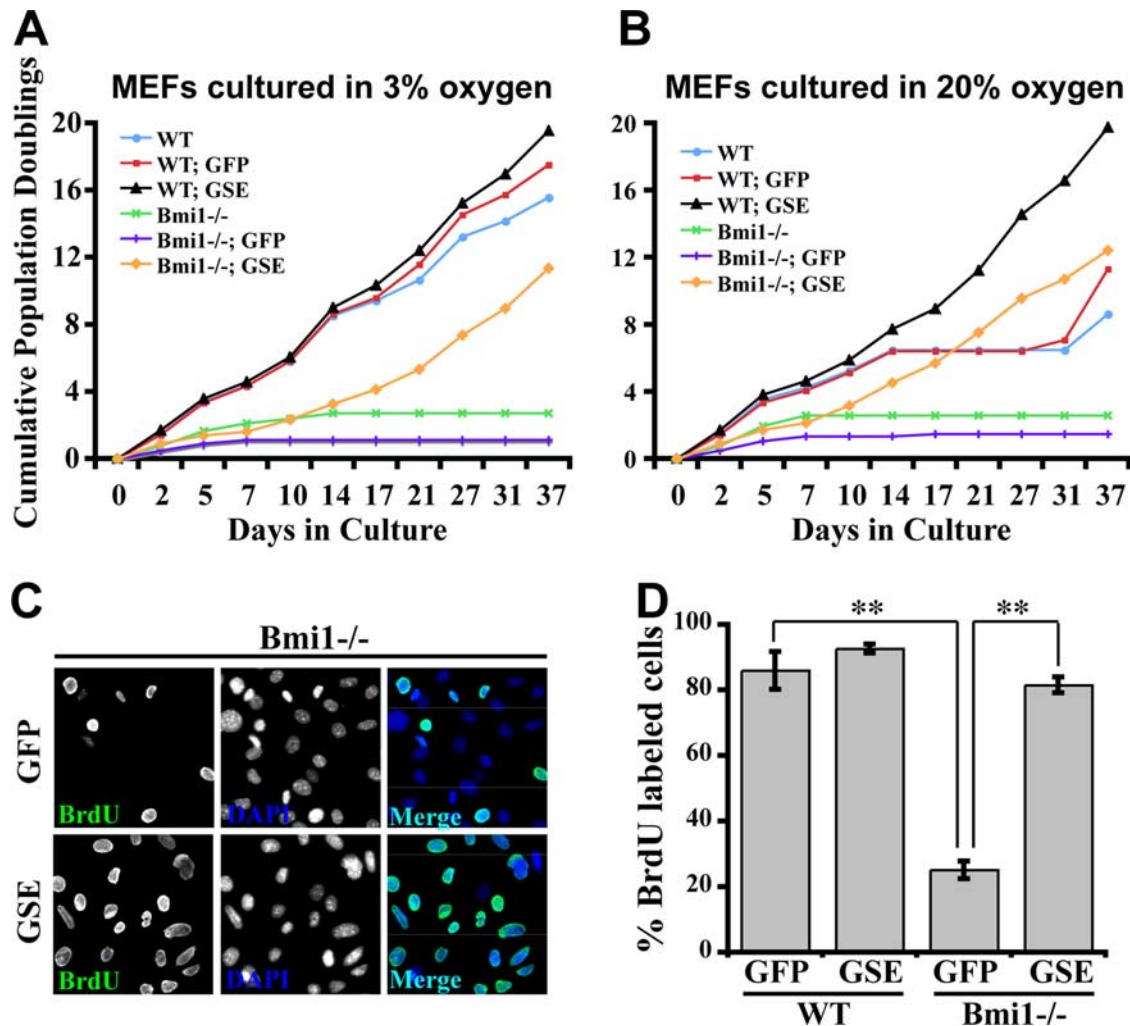 A
MEFs cultured in 3% oxygen
Cumulative Population Doublings
20
16
12
8
4
0
WT
WT; GFP
WT; GSE
Bmi1-/-
Bmi1-/-; GFP
Bmi1-/-; GSE
0 2 5 7 10 14 17 21 27 31 37
Days in Culture
B
MEFs cultured in 20% oxygen
20
16
12
8
4
0
WT
WT; GFP
WT; GSE
Bmi1-/-
Bmi1-/-; GFP
Bmi1-/-; GSE
0 2 5 7 10 14 17 21 27 31 37
Days in Culture
C
Bmi1-/-
GFP
BrdU DAPI Merge
GSE
BrdU DAPI Merge
D
% BrdU labeled cells
100
80
60
40
20
0
** **
GFP GSE GFP GSE
WT Bmi1-/-